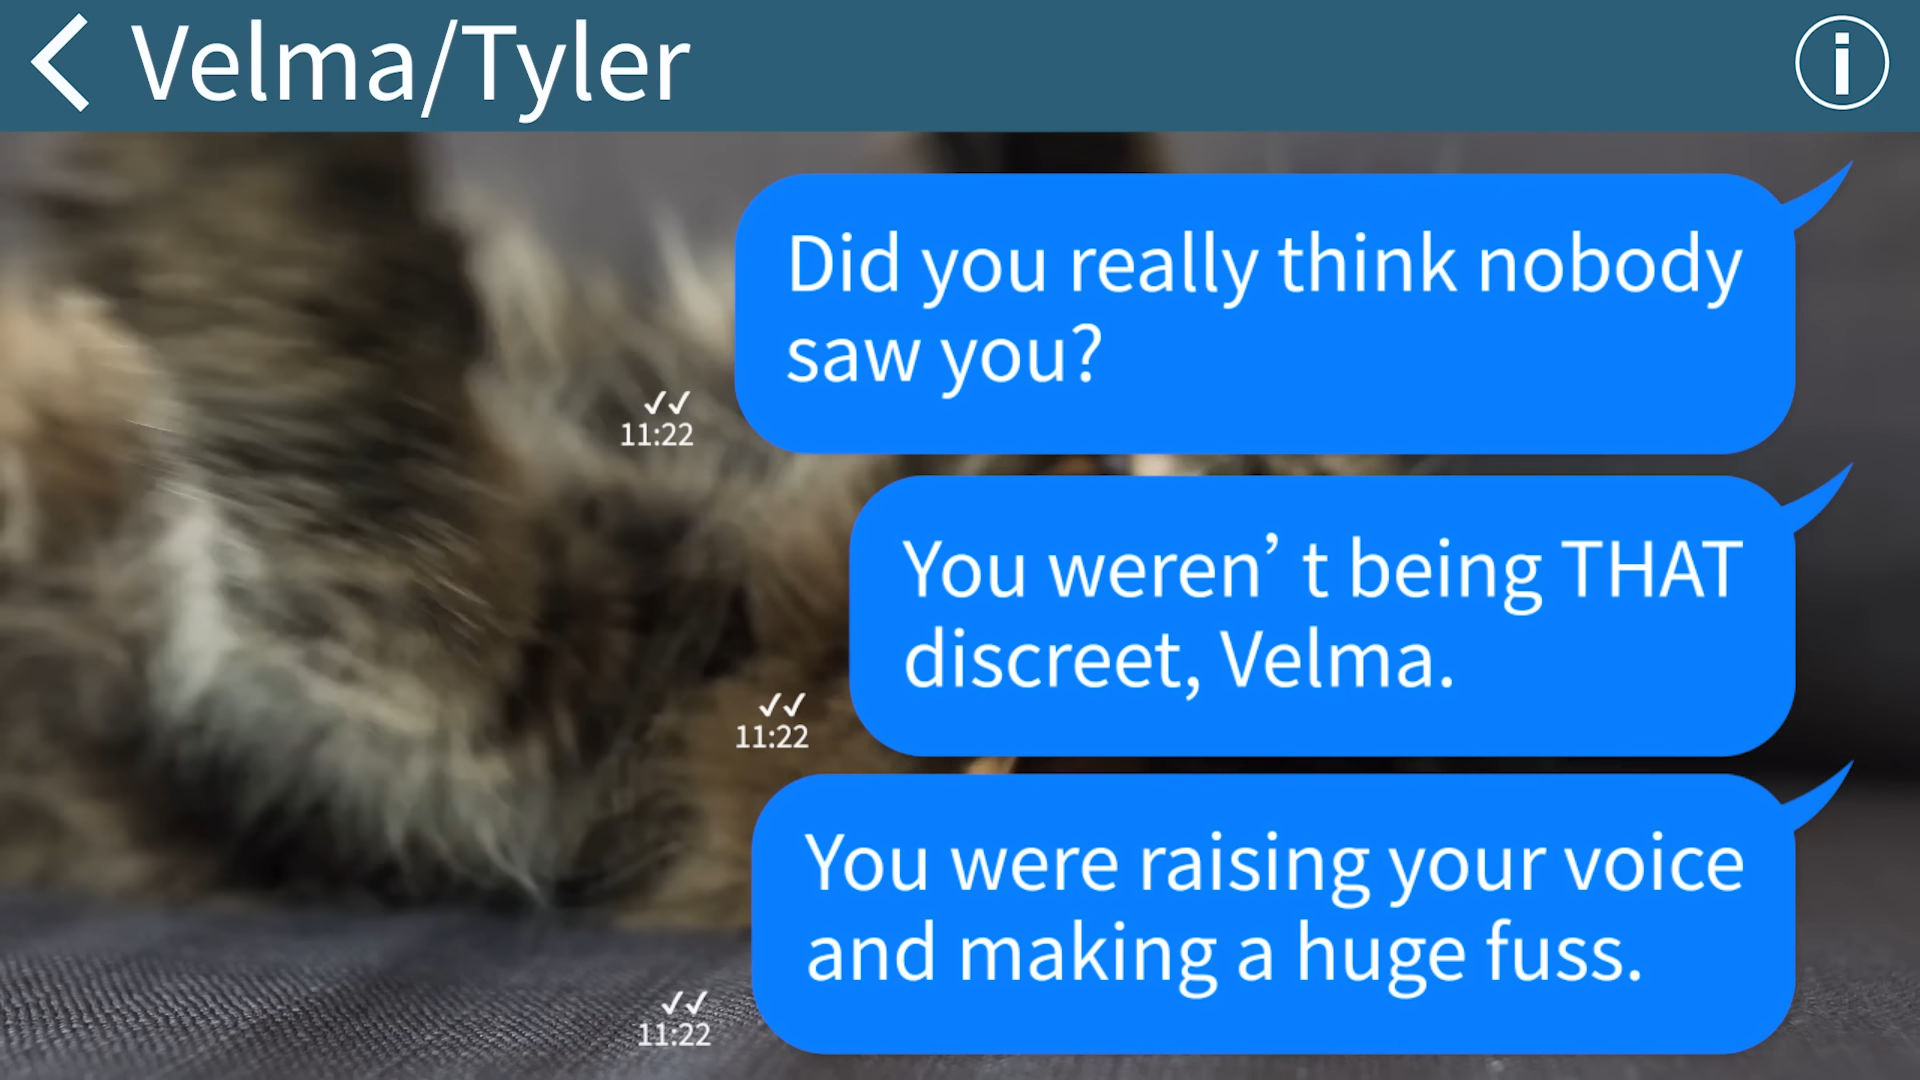 Velma/Tyler
Did you really think nobody
saw you?
✓✓
11:22
You weren’ t being THAT
discreet, Velma.
✓✓
11:22
You were raising your voice
and making a huge fuss.
✓✓
11:22